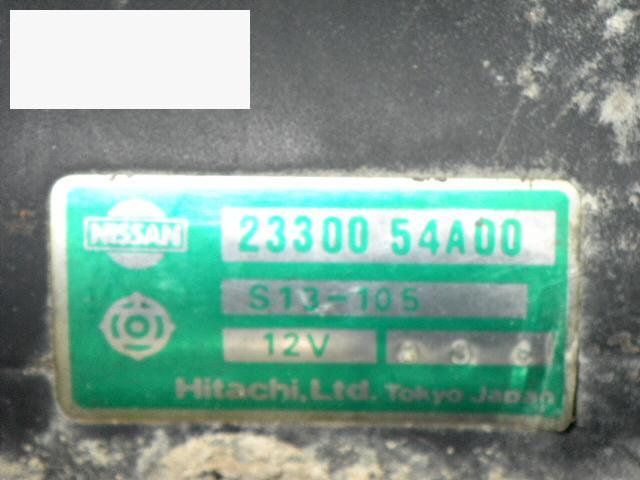 NISSAN
23300 54A00
S13-105
12V
Hitachi, Ltd. Tokyo Japan